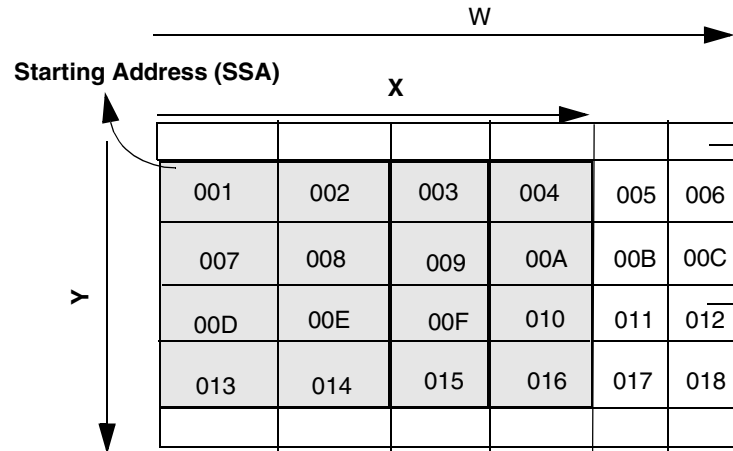 W
Starting Address (SSA)
X
001 002 003 004 005 006
007 008 009 00A 00B 00C
Y
00D 00E 00F 010 011 012
013 014 015 016 017 018